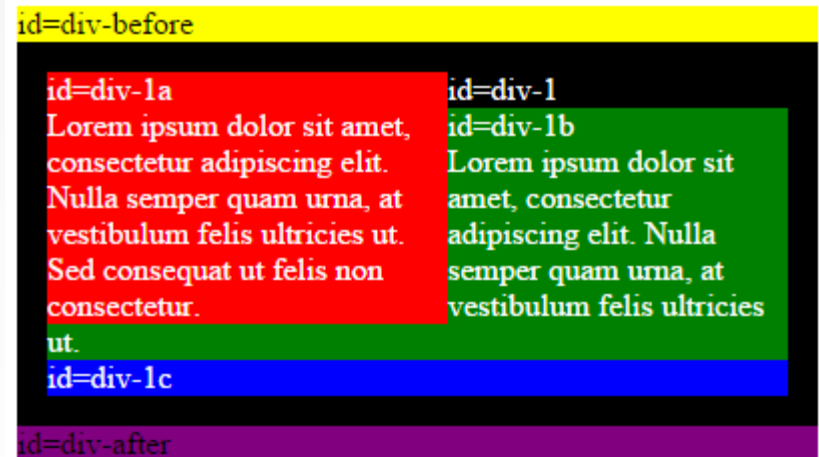 id=div-before
id=div-1a
Lorem ipsum dolor sit amet,
consectetur adipiscing elit.
Nulla semper quam urna, at
vestibulum felis ultricies ut.
Sed consequat ut felis non
consectetur.
id=div-1
id=div-1b
Lorem ipsum dolor sit
amet, consectetur
adipiscing elit. Nulla
semper quam urna, at
vestibulum felis ultricies
ut.
id=div-1c
id=div-after